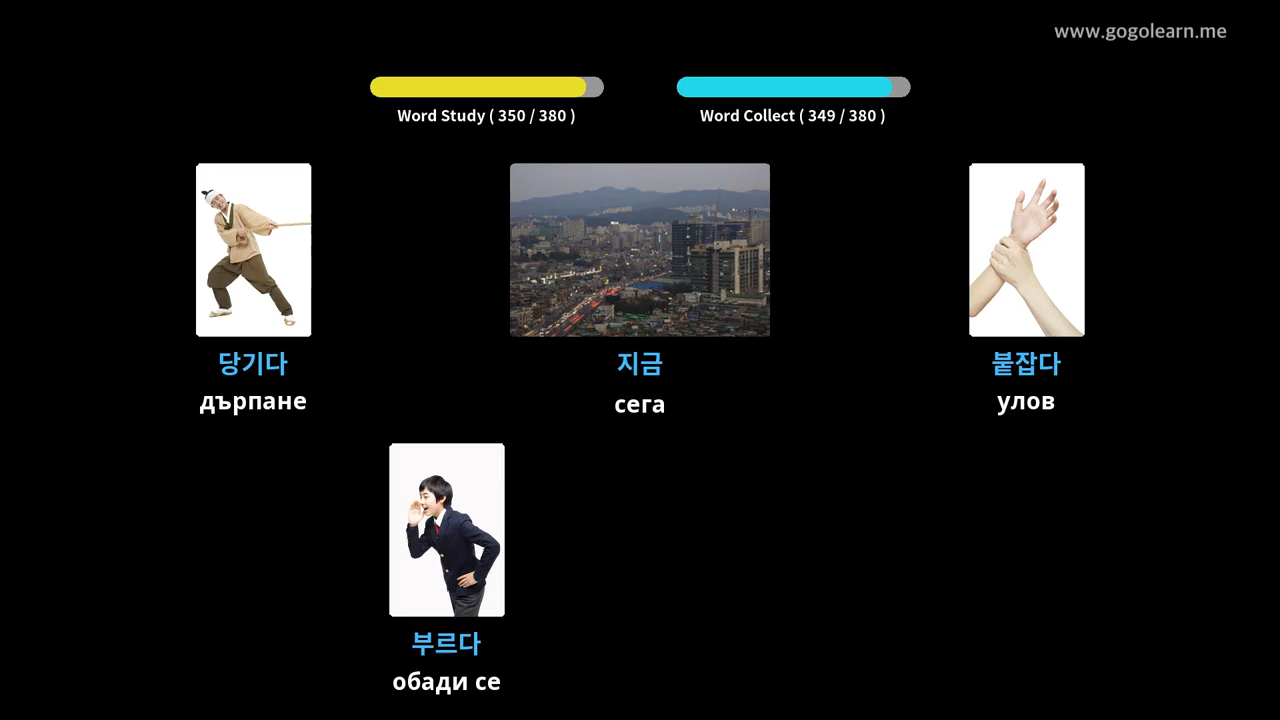 www.gogolearn.me
Word Study ( 350 / 380 )
Word Collect ( 349 / 380 )
당기다
дърпане
지금
сега
붙잡다
улов
부르다
обади се